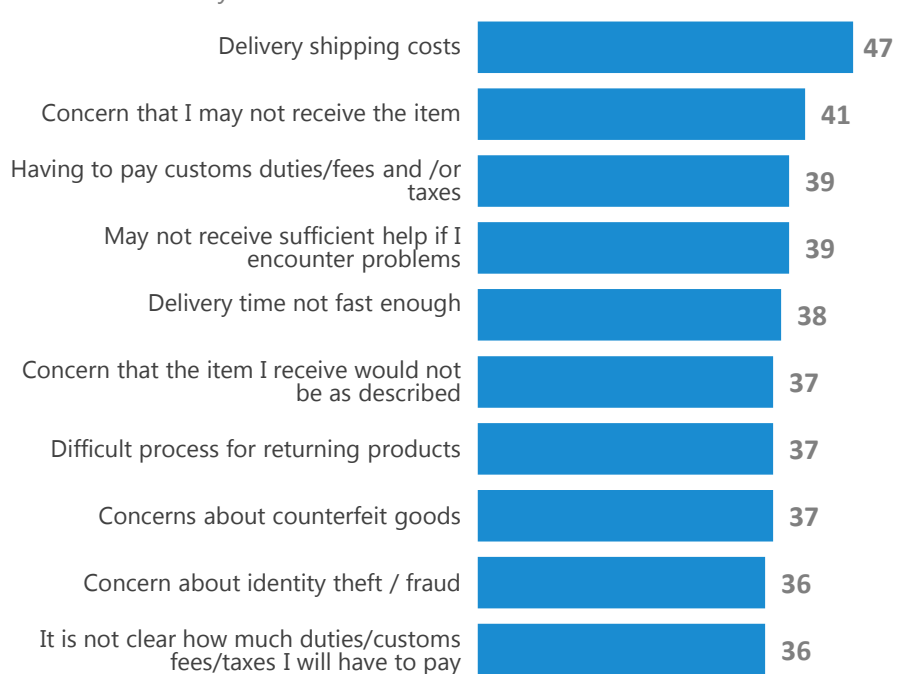 Delivery shipping costs
47
Concern that I may not receive the item
41
Having to pay customs duties/fees and /or
taxes
39
May not receive sufficient help if I
encounter problems
39
Delivery time not fast enough
38
Concern that the item I receive would not
be as described
37
Difficult process for returning products
37
Concerns about counterfeit goods
37
Concern about identity theft / fraud
36
It is not clear how much duties/customs
fees/taxes I will have to pay
36